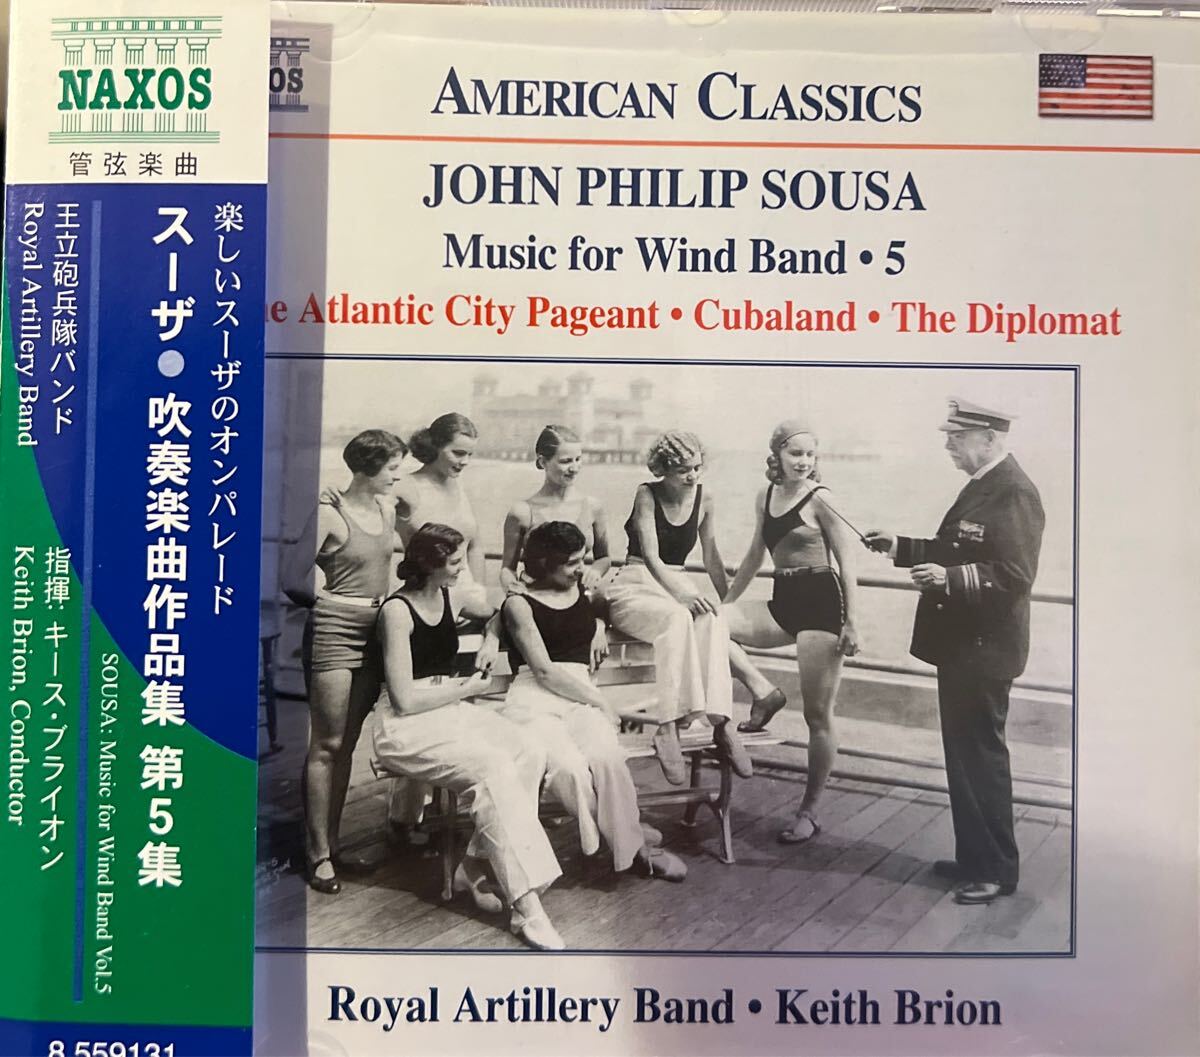 NAXOS
管弦楽曲
楽しいスーザのオンパレード
スーザ● 吹奏楽曲作品集 第5集
SOUSA: Music for Wind Band Vol.5
王立砲兵隊バンド
Royal Artillery Band
指揮:キース・ブライオン
Keith Brion, Conductor
8.559131
OS
AMERICAN CLASSICS
JOHN PHILIP SOUSA
Music for Wind Band • 5
e Atlantic City Pageant • Cubaland • The Diplomat
Royal Artillery Band • Keith Brion